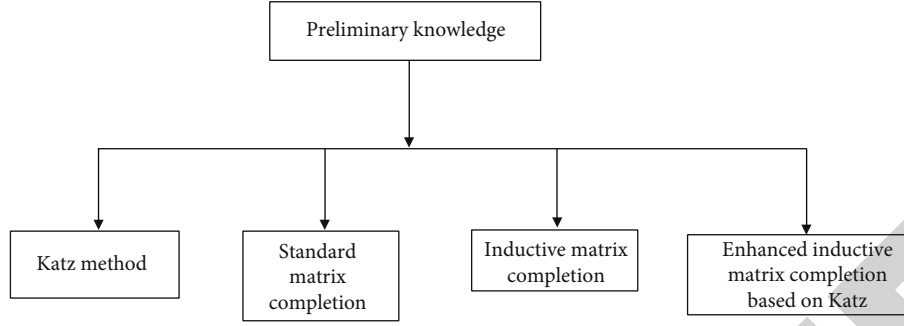 Preliminary knowledge
Katz method
Standard
matrix
completion
Inductive matrix
completion
Enhanced inductive
matrix completion
based on Katz